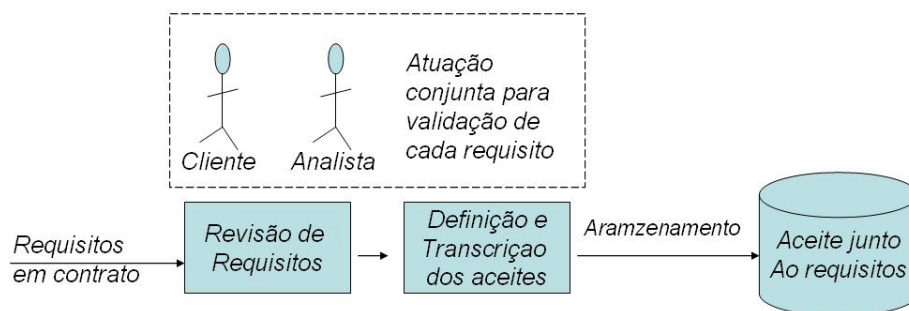 Atuação
conjunta para
validação de
cada requisito
Cliente
Analista
Requisitos
em contrato
Revisão de
Requisitos
Definição e
Transcriçao
dos aceites
Aramzenamento
Aceite junto
Ao requisitos